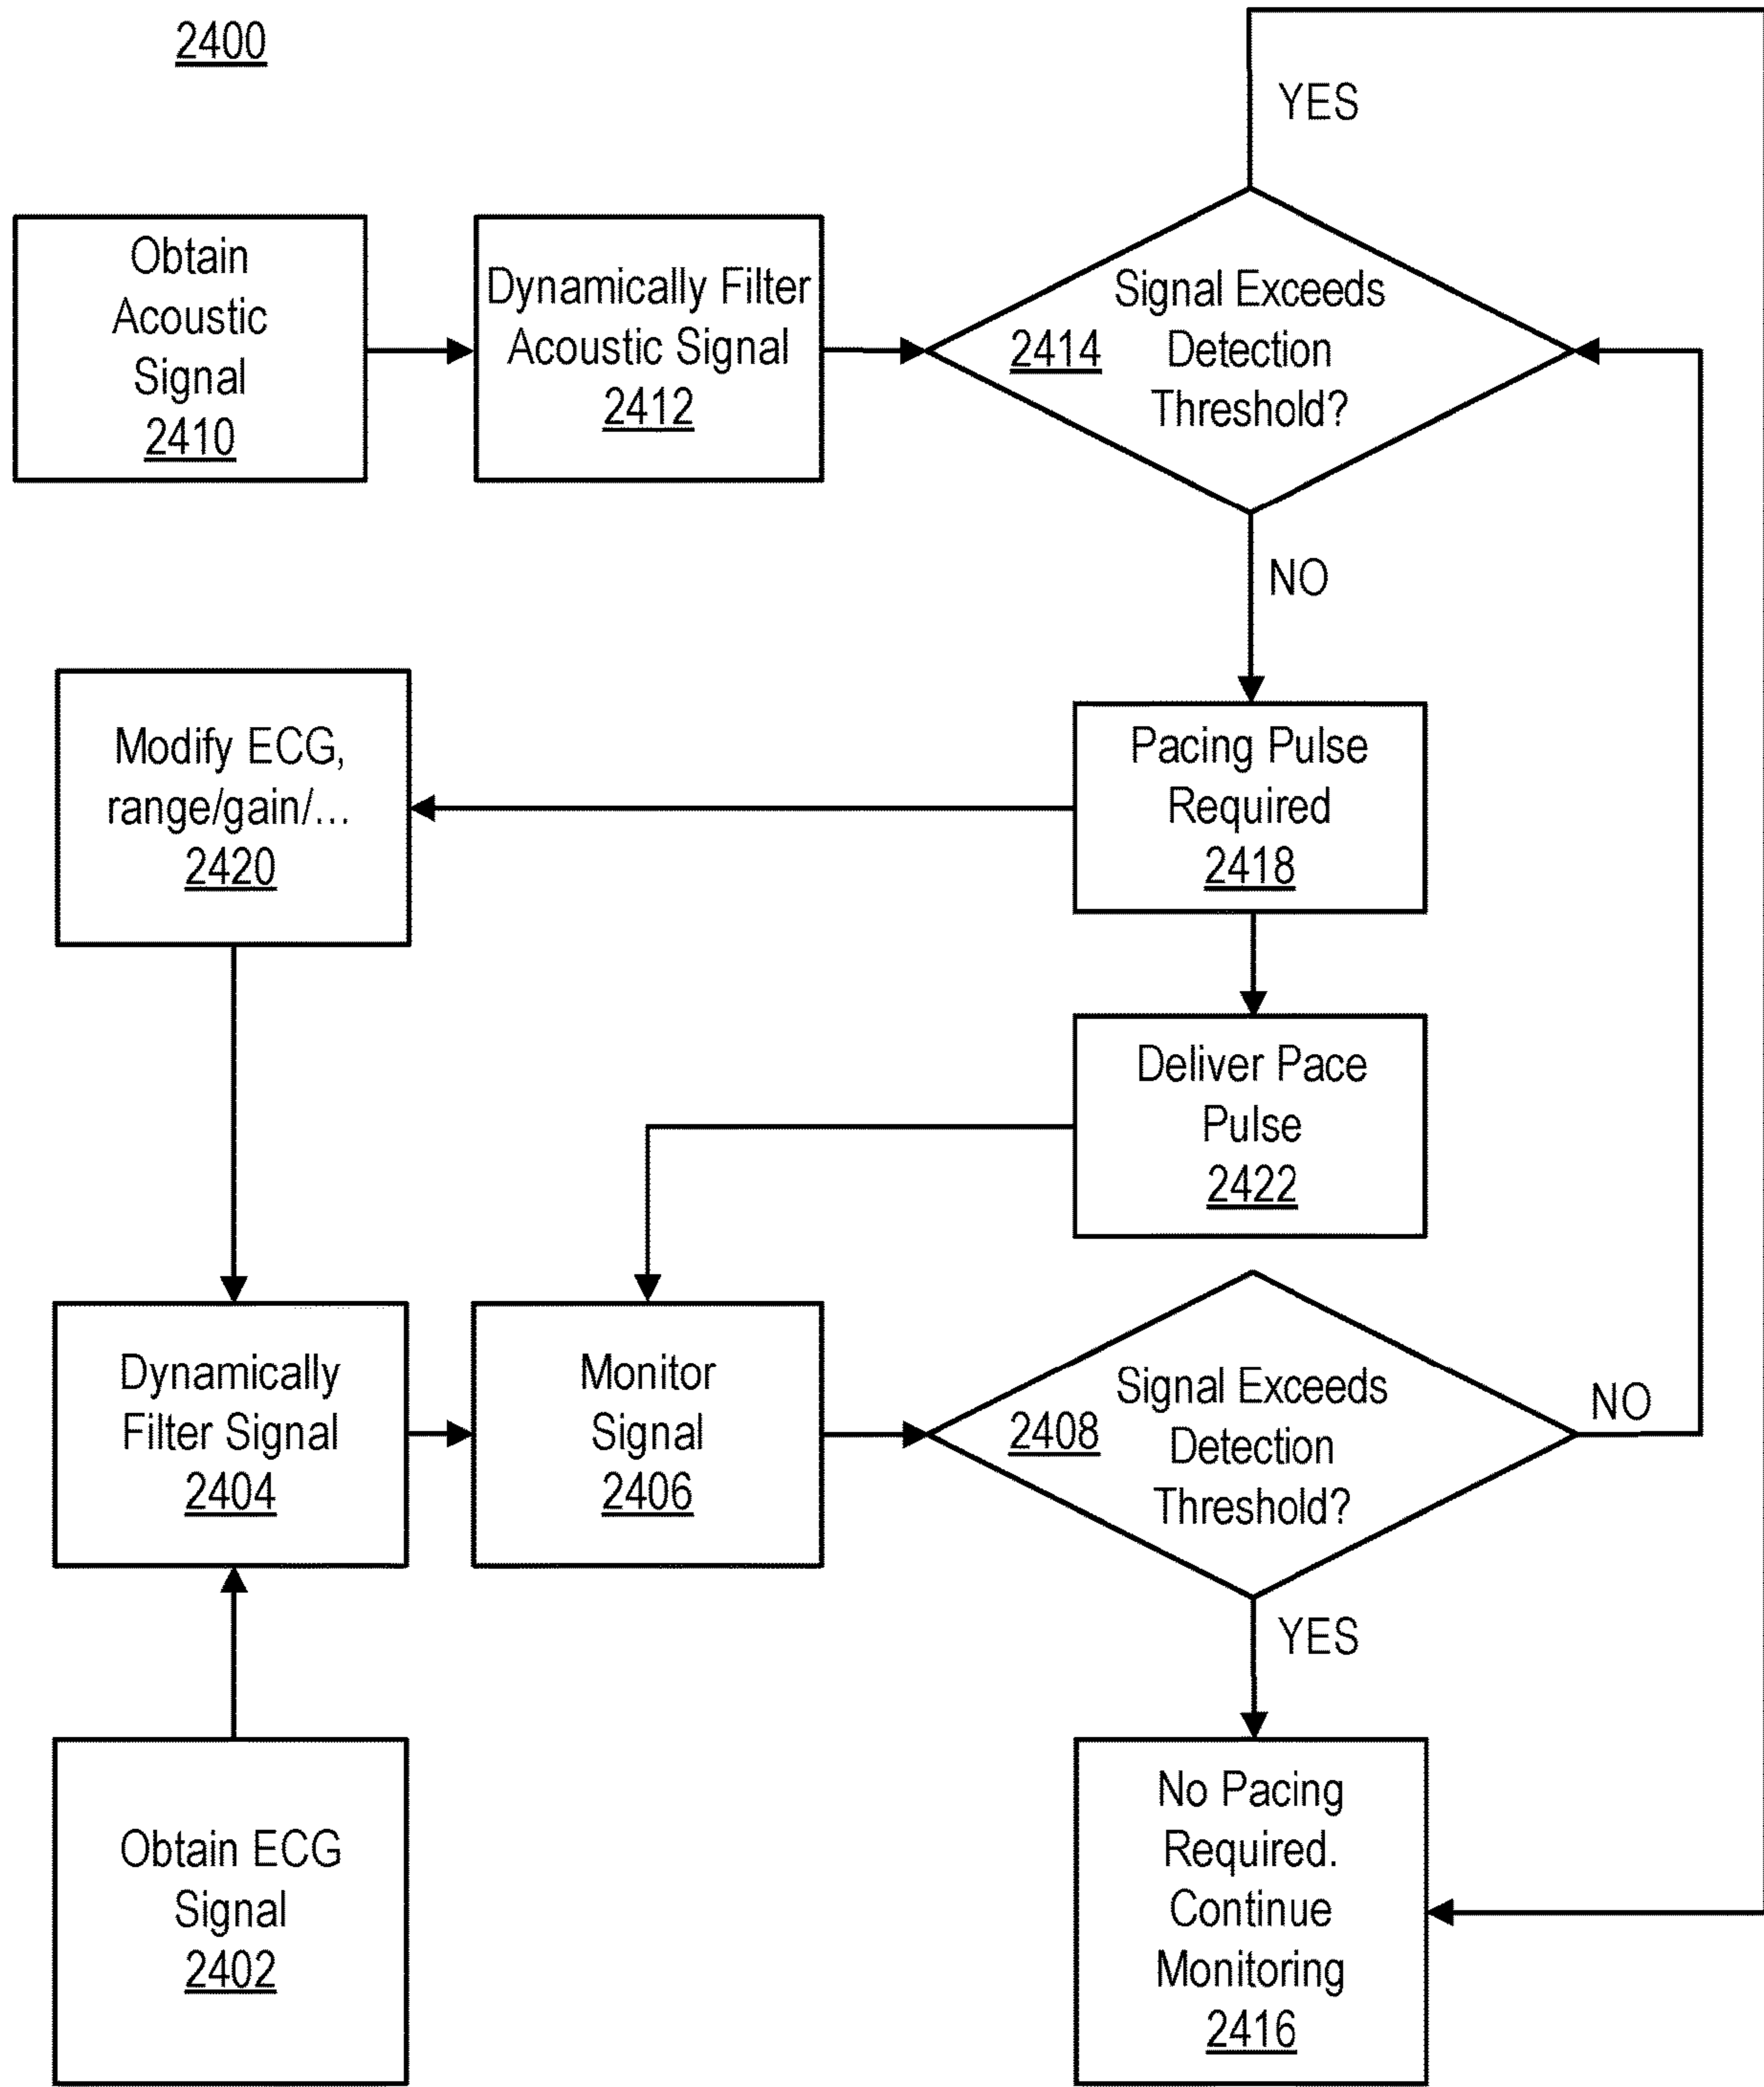 2400
YES
Obtain
Acoustic
Signal
2410
Dynamically Filter
Acoustic Signal
2412
2414
Signal Exceeds
Detection
Threshold?
NO
Modify ECG,
range/gain/...
2420
Pacing Pulse
Required
2418
Deliver Pace
Pulse
2422
Dynamically
Filter Signal
2404
Monitor
Signal
2406
2408
Signal Exceeds
Detection
Threshold?
NO
YES
Obtain ECG
Signal
2402
No Pacing
Required.
Continue
Monitoring
2416